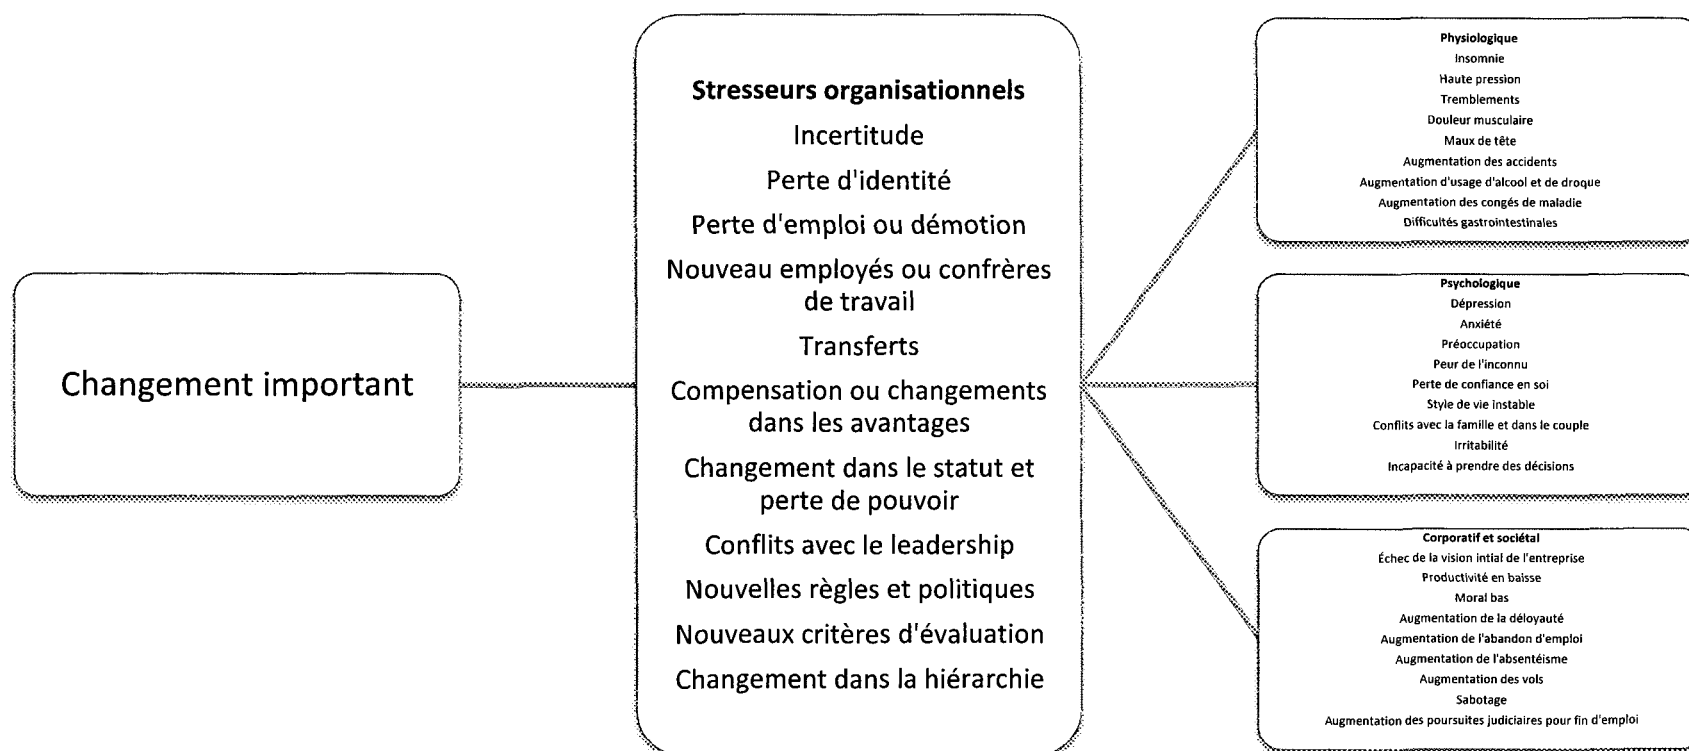 Changement important
Stresseurs organisationnels
Incertitude
Perte d'identité
Perte d'emploi ou démotion
Nouveau employés ou confrères
de travail
Transferts
Compensation ou changements
dans les avantages
Changement dans le statut et
perte de pouvoir
Conflits avec le leadership
Nouvelles règles et politiques
Nouveaux critères d'évaluation
Changement dans la hiérarchie
Physiologique
Insomnie
Haute pression
Tremblements
Douleur musculaire
Maux de tête
Augmentation des accidents
Augmentation d'usage d'alcool et de droque
Augmentation des congés de maladie
Difficultés gastrointestinales
Psychologique
Dépression
Anxiété
Préoccupation
Peur de l'inconnu
Perte de confiance en soi
Style de vie instable
Conflits avec la famille et dans le couple
Irritabilité
Incapacité à prendre des décisions
Corporatif et sociétal
Échec de la vision intial de l'entreprise
Productivité en baisse
Moral bas
Augmentation de la déloyauté
Augmentation de l'abandon d'emploi
Augmentation de l'absentéisme
Augmentation des vols
Sabotage
Augmentation des poursuites judiciaires pour fin d'emploi